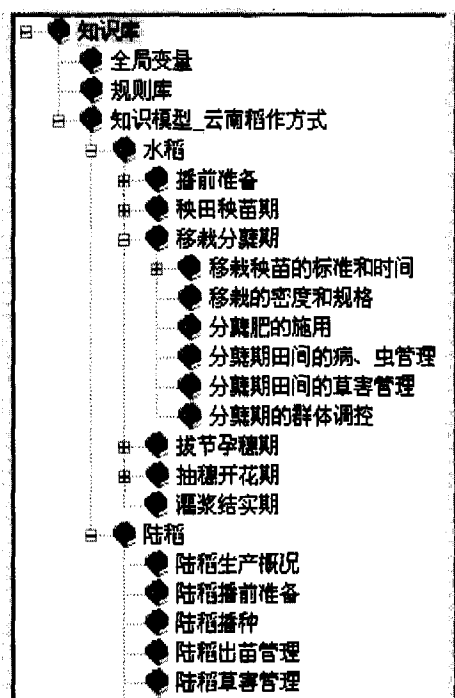 知识库
全局变量
规则库
知识模型_云南稻作方式
水稻
播前准备
秧田秧苗期
移栽分蘖期
移栽秧苗的标准和时间
移栽的密度和规格
分蘖肥的施用
分蘖期田间的病、虫管理
分蘖期田间的草害管理
分蘖期的群体调控
拔节孕穗期
抽穗开花期
灌浆结实期
陆稻
陆稻生产概况
陆稻播前准备
陆稻播种
陆稻出苗管理
陆稻草害管理